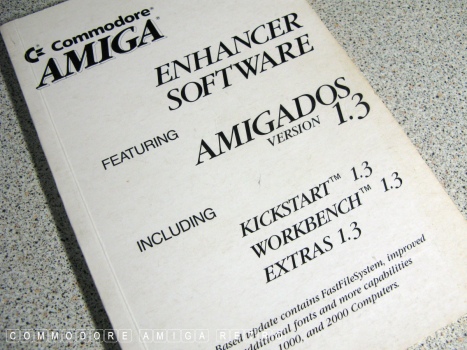 Commodore®
AMIGA™
ENHANCER
SOFTWARE
FEATURING
AMIGADOS
VERSION 1.3
INCLUDING
KICKSTART™ 1.3
WORKBENCH™ 1.3
EXTRAS 1.3
Based update contains FastFileSystem, improved
additional fonts and more capabilities
1000, and 2000 Computers.
COMMODORE AMIGA RE